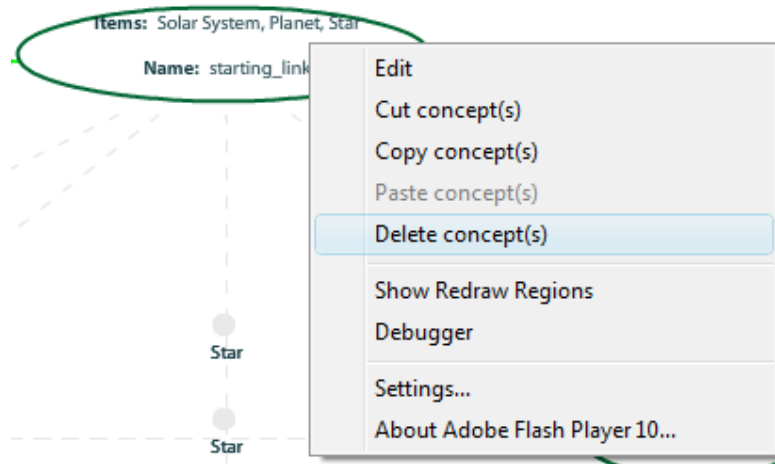 Items: Solar System, Planet, Star
Name: starting_link
Edit
Cut concept(s)
Copy concept(s)
Paste concept(s)
Delete concept(s)
Show Redraw Regions
Debugger
Settings...
About Adobe Flash Player 10...
Star
Star